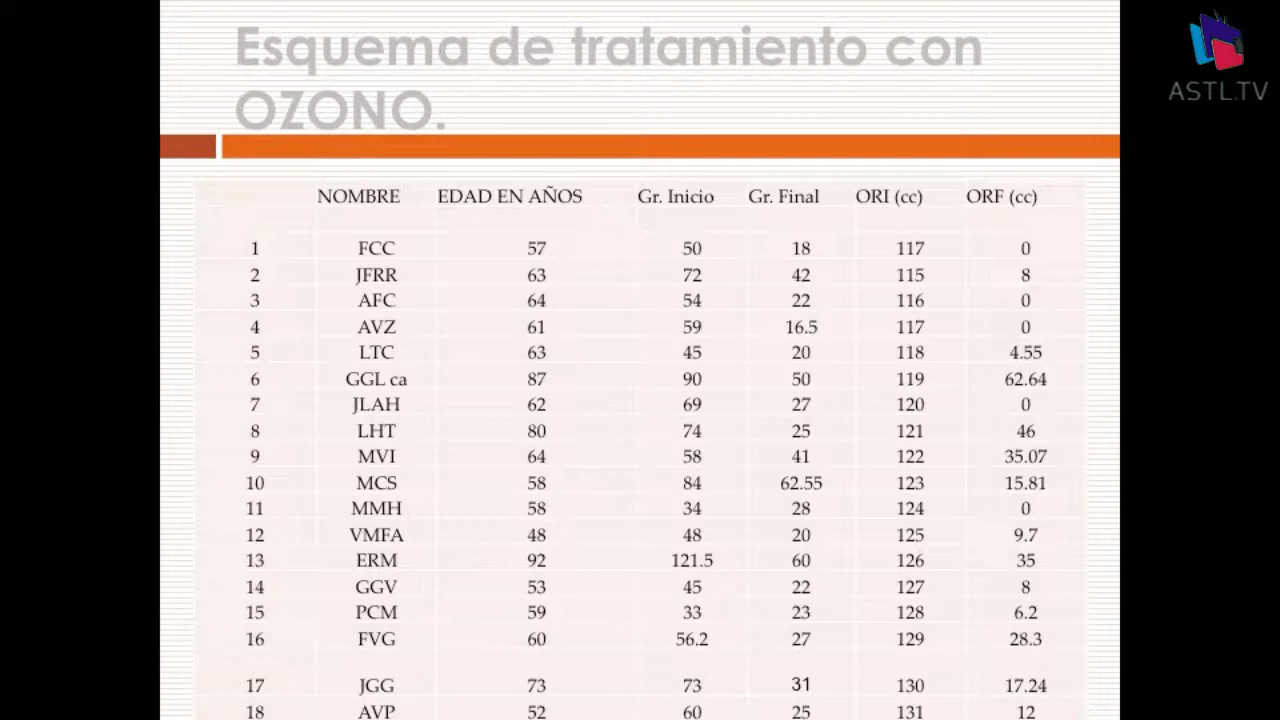 Esquema de tratamiento con
OZONO.
ASTL.TV
NOMBRE EDAD EN AÑOS Gr. Inicio Gr. Final ORI (cc) ORF (cc)
1 FCC 57 50 18 117 0
2 JFRR 63 72 42 115 8
3 AFC 64 54 22 116 0
4 AVZ 61 59 16.5 117 0
5 LTC 63 45 20 118 4.55
6 GGL ca 87 90 50 119 62.64
7 JLAH 62 69 27 120 0
8 LHT 80 74 25 121 46
9 MVI 64 58 41 122 35.07
10 MCS 58 84 62.55 123 15.81
11 MMH 58 34 28 124 0
12 VMFA 48 48 20 125 9.7
13 ERM 92 121.5 60 126 35
14 GGV 53 45 22 127 8
15 PCM 59 33 23 128 6.2
16 FVG 60 56.2 27 129 28.3
17 JGG 73 73 31 130 17.24
18 AVP 52 60 25 131 12